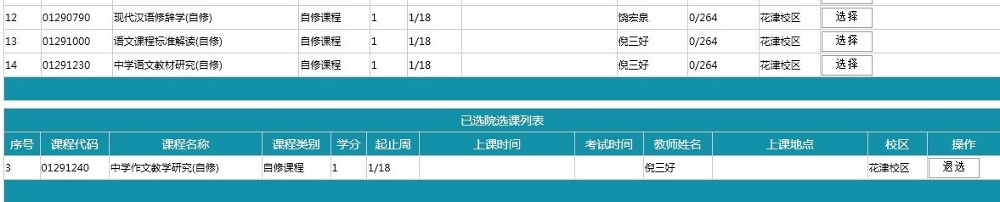 12 01290790 现代汉语修辞学(自修) 自修课程 1 1/18 饶宏泉 0/264 花津校区 选择
13 01291000 语文课程标准解读(自修) 自修课程 1 1/18 倪三好 0/264 花津校区 选择
14 01291230 中学语文教材研究(自修) 自修课程 1 1/18 倪三好 0/264 花津校区 选择
已选院选课列表
序号 课程代码 课程名称 课程类别 学分 起止周 上课时间 考试时间 教师姓名 上课地点 校区 操作
3 01291240 中学作文教学研究(自修) 自修课程 1 1/18 倪三好 花津校区 退选